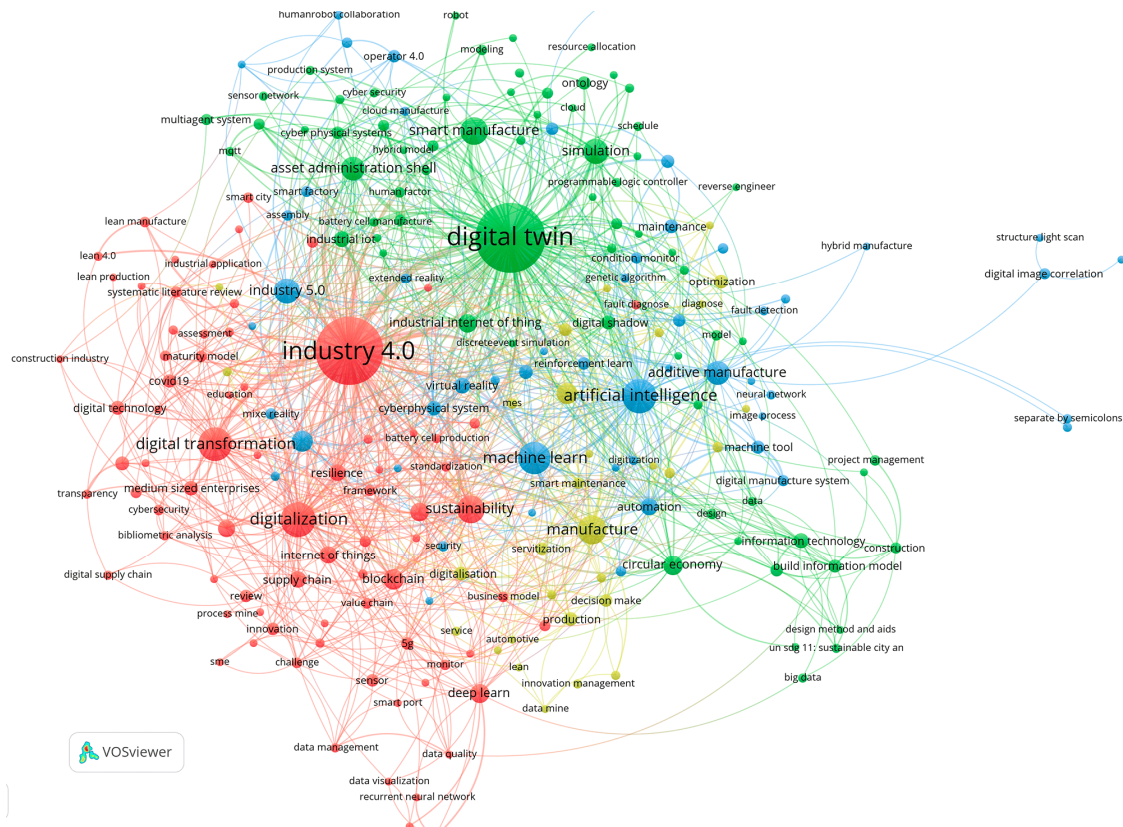 humanrobot collaboration
robot
operator 4.0
modeling
resource allocation
production system
ontology
sensor network
cyber security
cloud manufacture
cloud
multiagent system
cyber physical systems
smart manufacture
schedule
mqtt
hybrid model
simulation
asset administration shell
programmable logic controller
smart city
smart factory
human factor
reverse engineer
lean manufacture
assembly
battery cell manufacture
maintenance
industrial iot
digital twin
structure light scan
hybrid manufacture
lean 4.0
industrial application
condition monitor
lean production
extended reality
genetic algorithm
optimization
digital image correlation
systematic literature review
industry 5.0
fault diagnose
diagnose
fault detection
industrial internet of thing
digital shadow
assessment
discreteevent simulation
model
construction industry
maturity model
industry 4.0
reinforcement learn
additive manufacture
covid19
virtual reality
education
artificial intelligence
neural network
digital technology
mixe reality
cyberphysical system
mes
image process
separate by semicolons
digital transformation
battery cell production
machine tool
machine learn
digitization
project management
resilience
standardization
transparency
medium sized enterprises
framework
smart maintenance
digital manufacture system
cybersecurity
sustainability
automation
data
design
digitalization
bibliometric analysis
manufacture
information technology
security
servitization
construction
internet of things
circular economy
build information model
digital supply chain
supply chain
blockchain
digitalisation
review
value chain
business model
decision make
process mine
production
innovation
service
automotive
design method and aids
5g
un sdg 11: sustainable city an
sme
challenge
monitor
lean
sensor
innovation management
big data
deep learn
smart port
data mine
data management
data quality
VOSviewer
data visualization
recurrent neural network